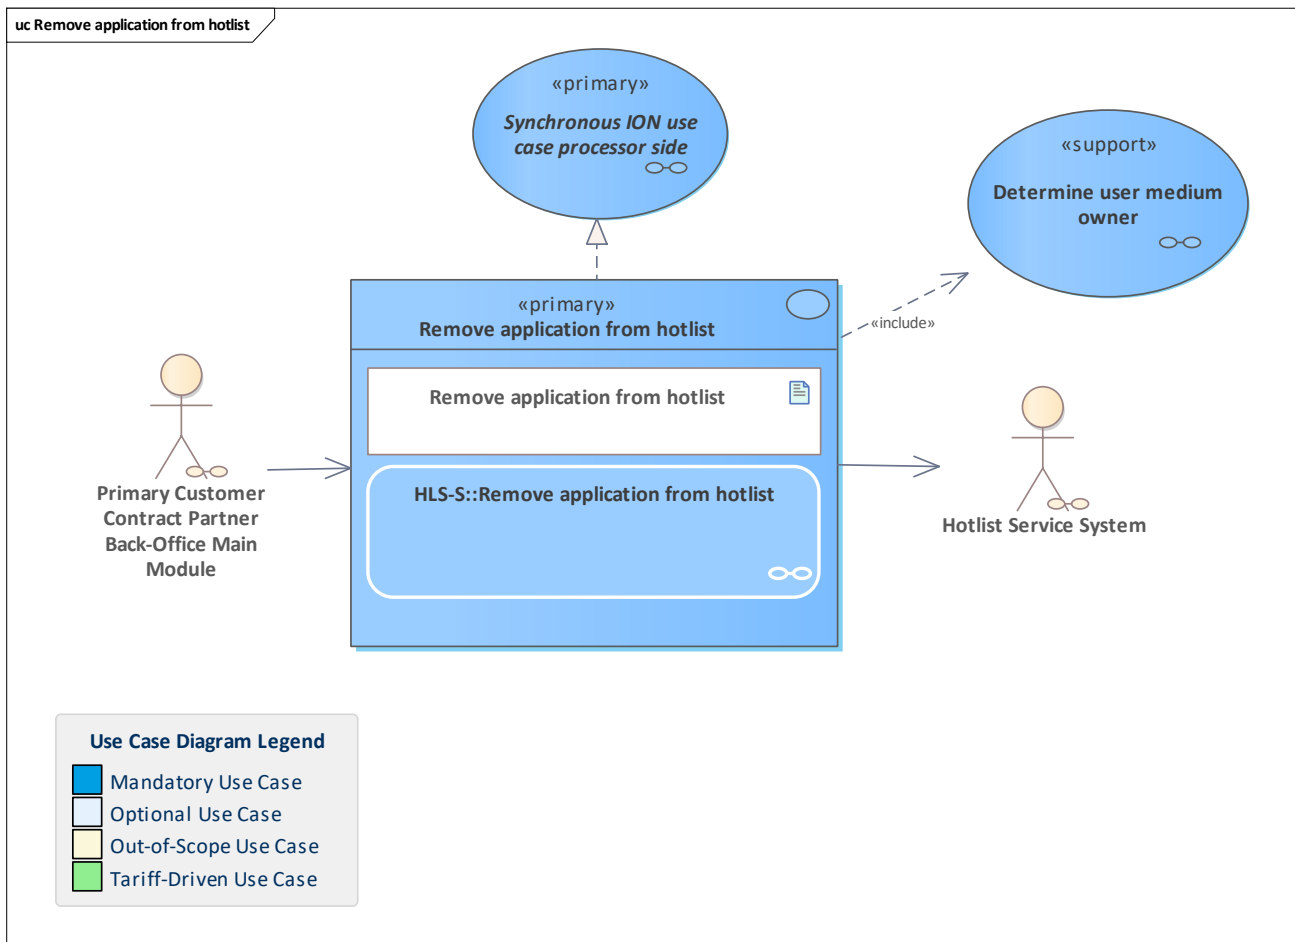 uc Remove application from hotlist
«primary»
Synchronous ION use
case processor side
«support»
Determine user medium
owner
«primary»
Remove application from hotlist
«include»
Remove application from hotlist
HLS-S::Remove application from hotlist
Primary Customer
Contract Partner
Back-Office Main
Module
Hotlist Service System
Use Case Diagram Legend
Mandatory Use Case
Optional Use Case
Out-of-Scope Use Case
Tariff-Driven Use Case